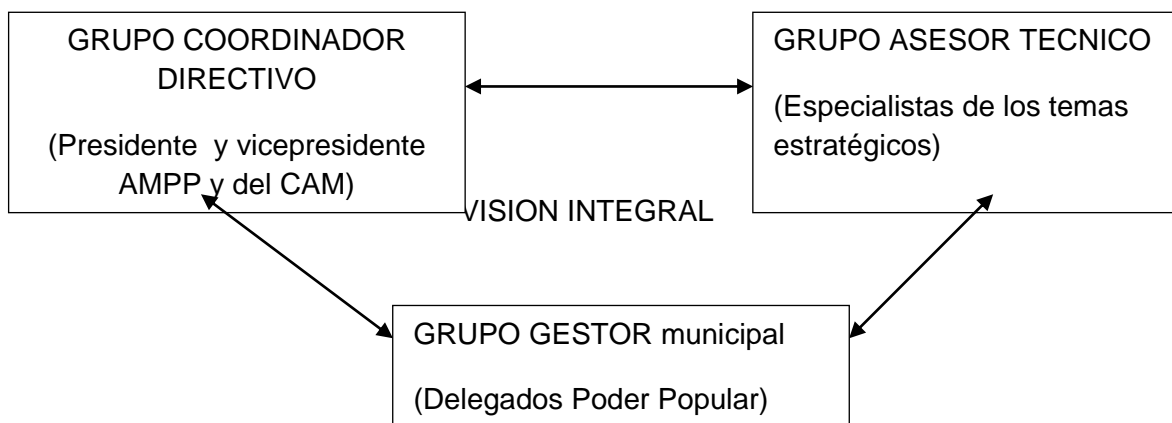 GRUPO COORDINADOR
DIRECTIVO
(Presidente y vicepresidente
AMPP y del CAM)
GRUPO ASESOR TECNICO
(Especialistas de los temas
estratégicos)
VISION INTEGRAL
GRUPO GESTOR municipal
(Delegados Poder Popular)